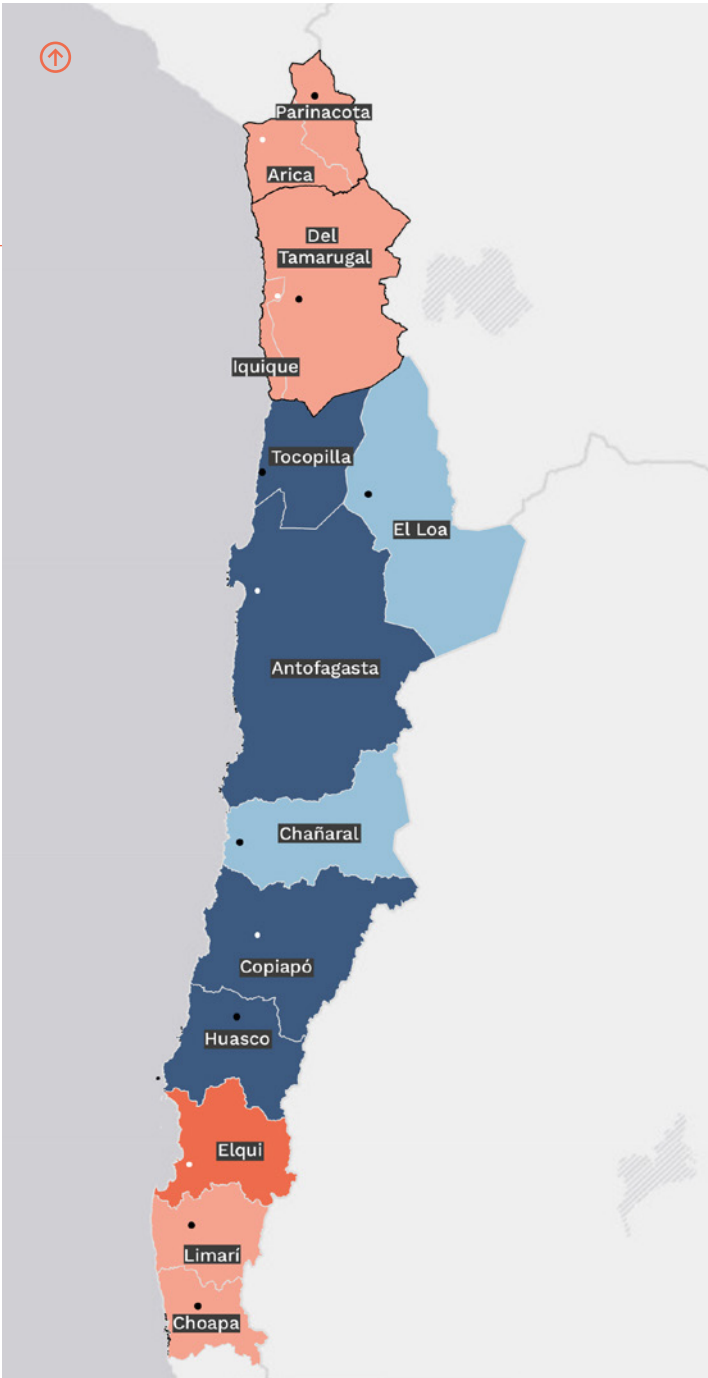 Parinacota
Arica
Del
Tamarugal
Iquique
Tocopilla
El Loa
Antofagasta
Chañaral
Copiapó
Huasco
Elqui
Limarí
Choapa